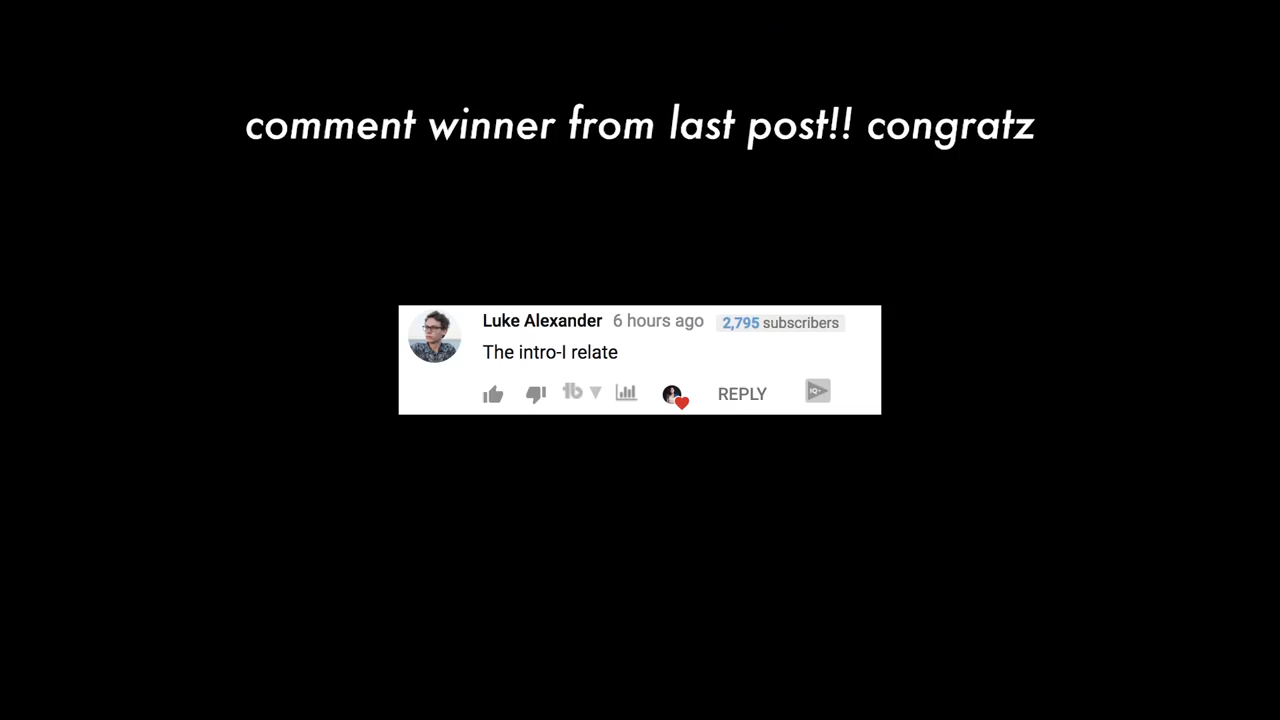 comment winner from last post!! congratz
Luke Alexander 6 hours ago 2,795 subscribers
The intro-I relate
REPLY